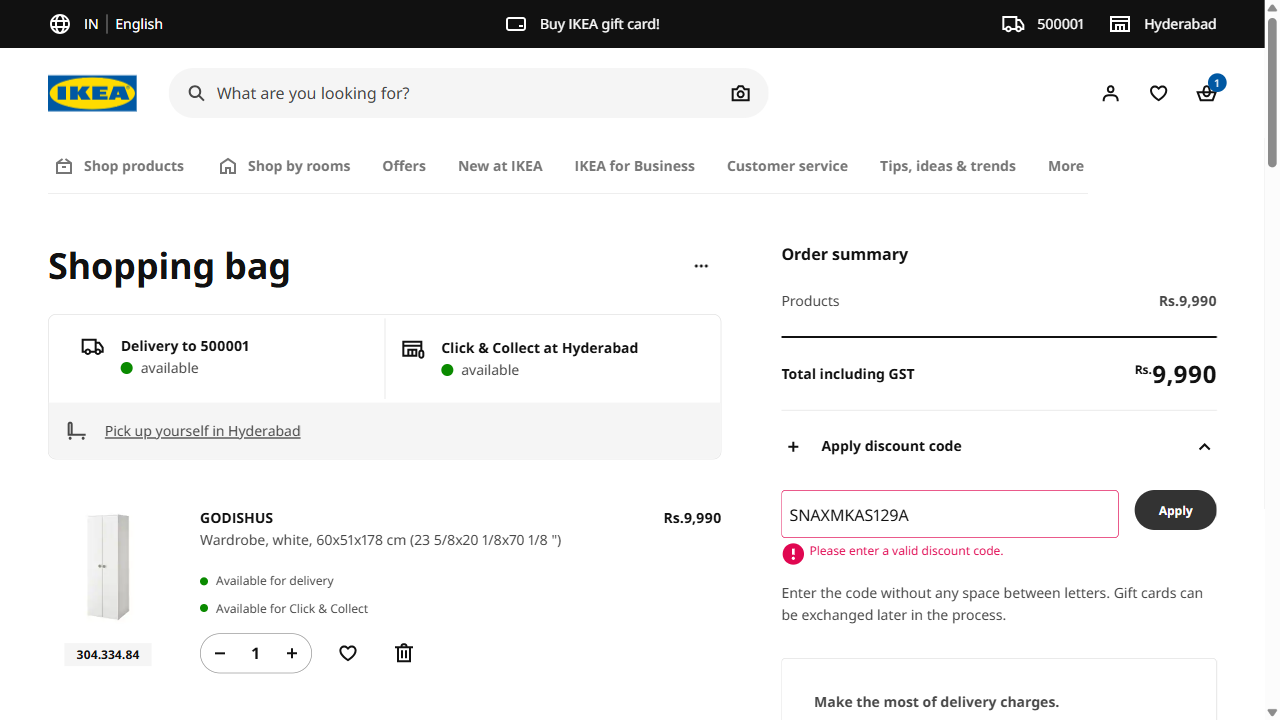 IN English
Buy IKEA gift card!
500001
Hyderabad
IKEA
What are you looking for?
1
Shop products
Shop by rooms
Offers
New at IKEA
IKEA for Business
Customer service
Tips, ideas & trends
More
Shopping bag
Delivery to 500001
available
Click & Collect at Hyderabad
available
Pick up yourself in Hyderabad
GODISHUS
Rs.9,990
Wardrobe, white, 60x51x178 cm (23 5/8x20 1/8x70 1/8 ")
Available for delivery
Available for Click & Collect
304.334.84
1
Order summary
Products
Rs.9,990
Total including GST
Rs.9,990
Apply discount code
SNAXMKAS129A
Apply
Please enter a valid discount code.
Enter the code without any space between letters. Gift cards can
be exchanged later in the process.
Make the most of delivery charges.